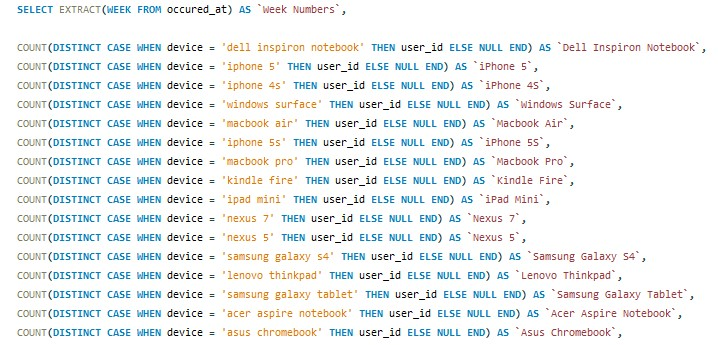 SELECT EXTRACT(WEEK FROM occured_at) AS `Week Numbers`,
COUNT(DISTINCT CASE WHEN device = 'dell inspiron notebook' THEN user_id ELSE NULL END) AS `Dell Inspiron Notebook`,
COUNT(DISTINCT CASE WHEN device = 'iphone 5' THEN user_id ELSE NULL END) AS `iPhone 5`,
COUNT(DISTINCT CASE WHEN device = 'iphone 4s' THEN user_id ELSE NULL END) AS `iPhone 4S`,
COUNT(DISTINCT CASE WHEN device = 'windows surface' THEN user_id ELSE NULL END) AS `Windows Surface`,
COUNT(DISTINCT CASE WHEN device = 'macbook air' THEN user_id ELSE NULL END) AS `Macbook Air`,
COUNT(DISTINCT CASE WHEN device = 'iphone 5s' THEN user_id ELSE NULL END) AS `iPhone 5S`,
COUNT(DISTINCT CASE WHEN device = 'macbook pro' THEN user_id ELSE NULL END) AS `Macbook Pro`,
COUNT(DISTINCT CASE WHEN device = 'kindle fire' THEN user_id ELSE NULL END) AS `Kindle Fire`,
COUNT(DISTINCT CASE WHEN device = 'ipad mini' THEN user_id ELSE NULL END) AS `iPad Mini`,
COUNT(DISTINCT CASE WHEN device = 'nexus 7' THEN user_id ELSE NULL END) AS `Nexus 7`,
COUNT(DISTINCT CASE WHEN device = 'nexus 5' THEN user_id ELSE NULL END) AS `Nexus 5`,
COUNT(DISTINCT CASE WHEN device = 'samsung galaxy s4' THEN user_id ELSE NULL END) AS `Samsung Galaxy S4`,
COUNT(DISTINCT CASE WHEN device = 'lenovo thinkpad' THEN user_id ELSE NULL END) AS `Lenovo Thinkpad`,
COUNT(DISTINCT CASE WHEN device = 'samsung galaxy tablet' THEN user_id ELSE NULL END) AS `Samsung Galaxy Tablet`,
COUNT(DISTINCT CASE WHEN device = 'acer aspire notebook' THEN user_id ELSE NULL END) AS `Acer Aspire Notebook`,
COUNT(DISTINCT CASE WHEN device = 'asus chromebook' THEN user_id ELSE NULL END) AS `Asus Chromebook`,